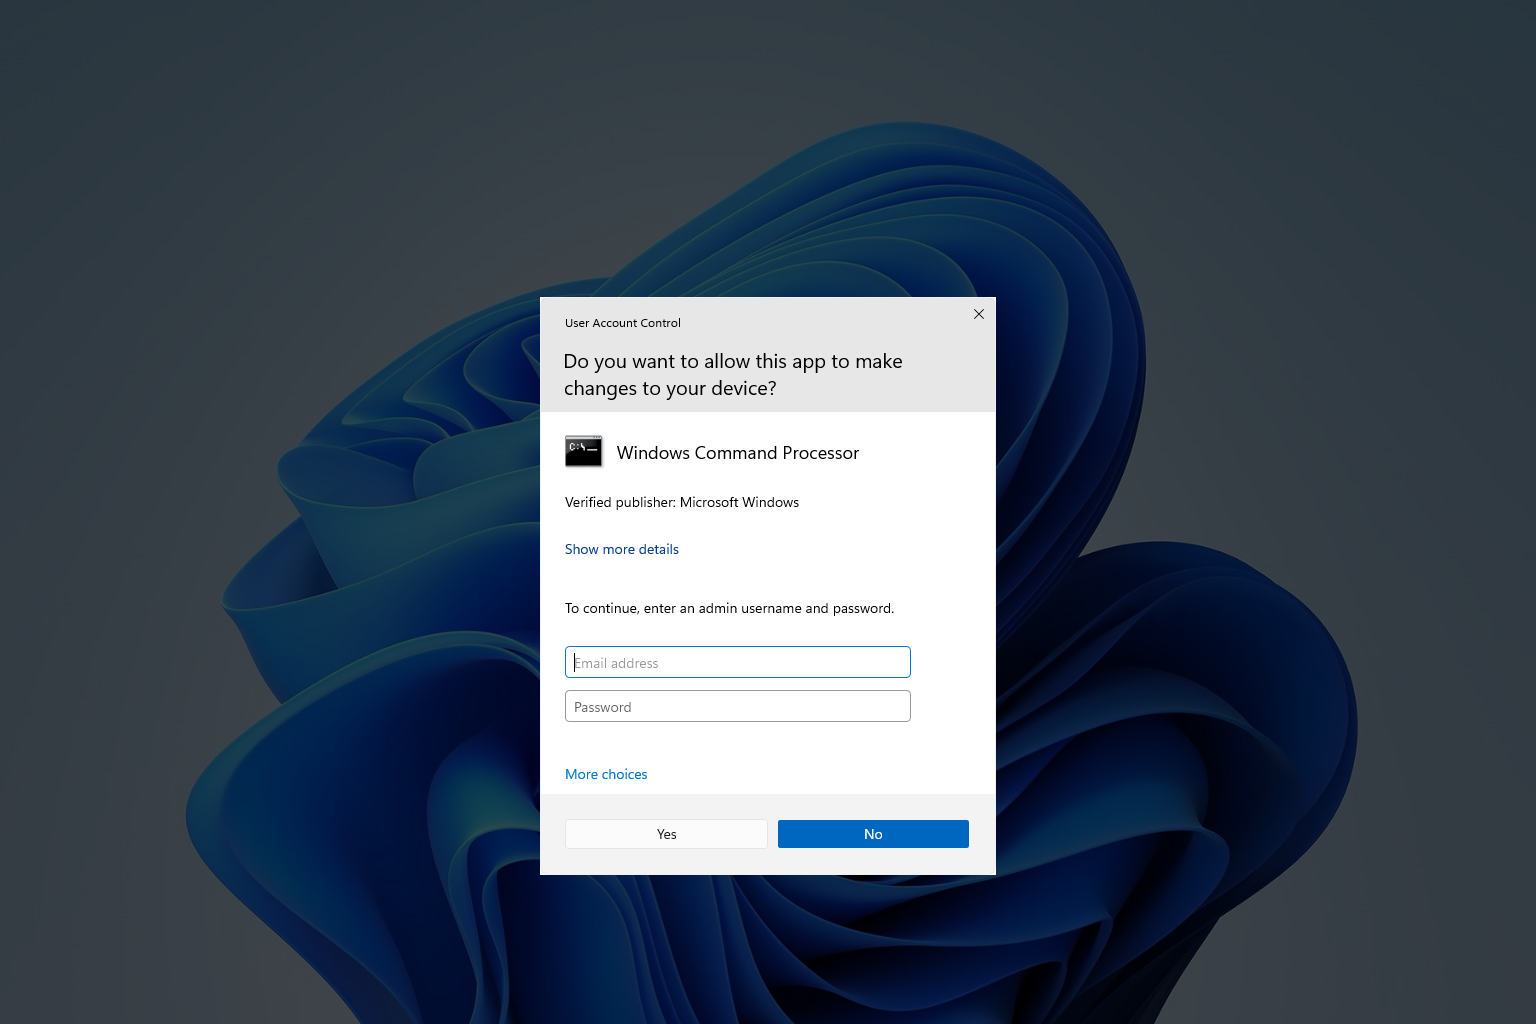 User Account Control
Do you want to allow this app to make
changes to your device?
C:\
Windows Command Processor
Verified publisher: Microsoft Windows
Show more details
To continue, enter an admin username and password.
Email address
Password
More choices
Yes
No